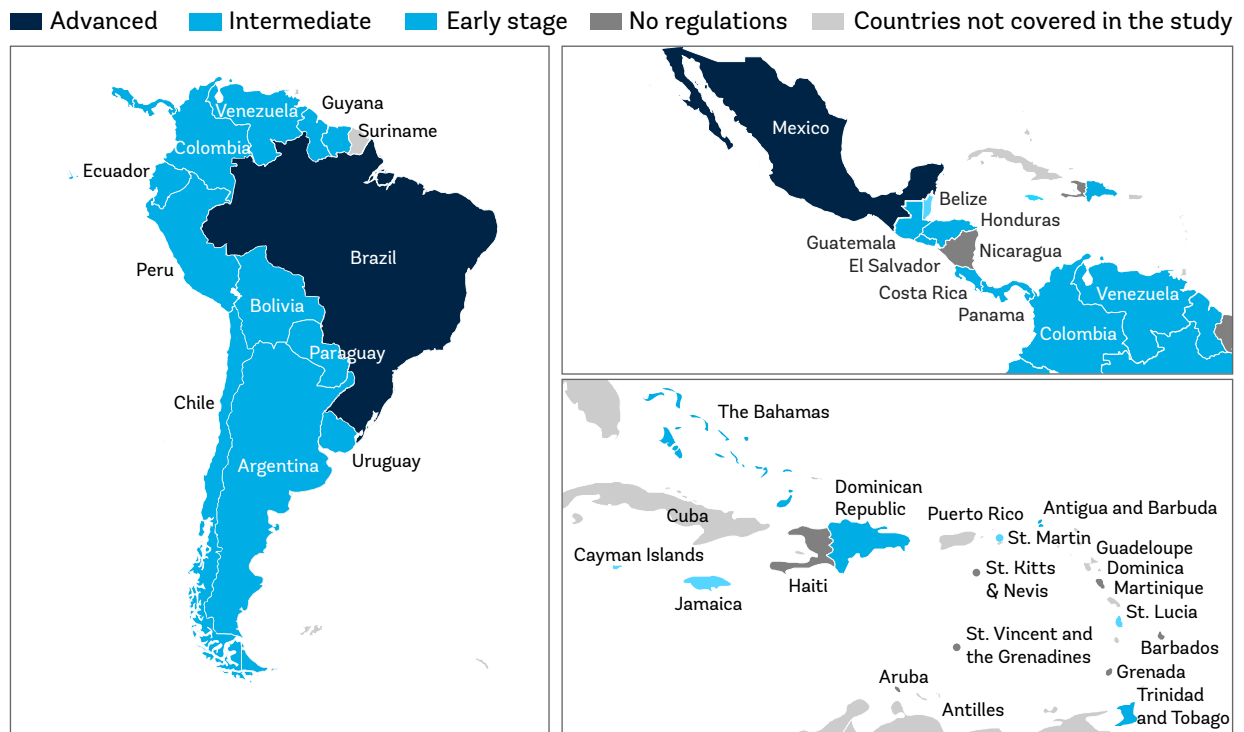 Advanced
Intermediate
Early stage
No regulations
Countries not covered in the study
Venezuela
Guyana
Suriname
Colombia
Ecuador
Brazil
Peru
Bolivia
Paraguay
Chile
Uruguay
Argentina
Mexico
Belize
Honduras
Guatemala
Nicaragua
El Salvador
Costa Rica
Panama
Venezuela
Colombia
The Bahamas
Dominican
Republic
Cuba
Puerto Rico
Antigua and Barbuda
St. Martin
Cayman Islands
Guadeloupe
Dominica
Haiti
St. Kitts
& Nevis
Martinique
Jamaica
St. Lucia
St. Vincent and
the Grenadines
Barbados
Grenada
Aruba
Antilles
Trinidad
and Tobago